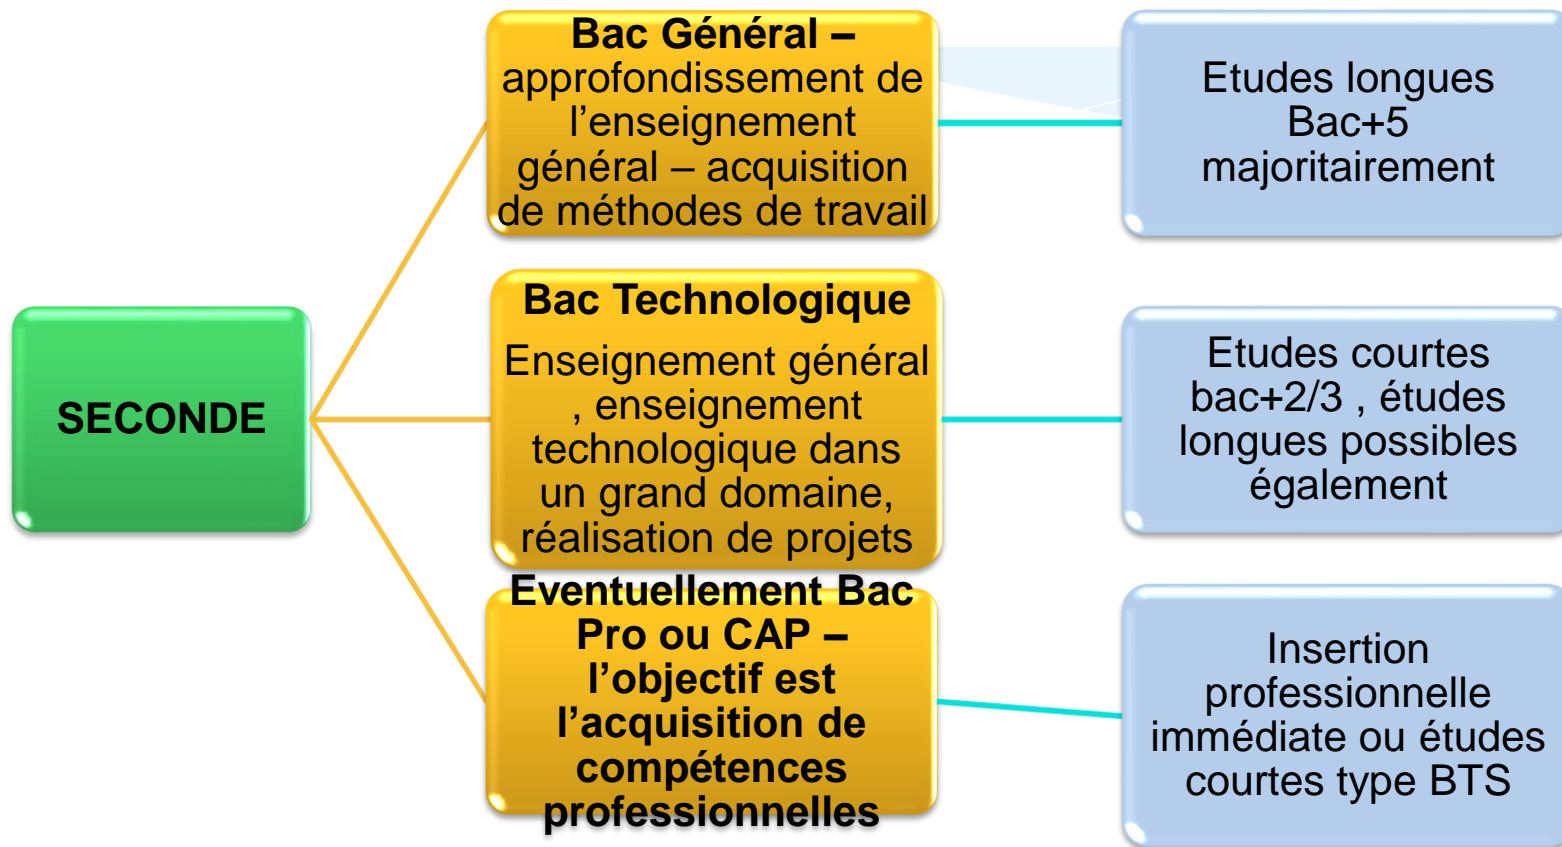 SECONDE
Bac Général –
approfondissement de
l’enseignement
général – acquisition
de méthodes de travail
Etudes longues
Bac+5
majoritairement
Bac Technologique
Enseignement général
, enseignement
technologique dans
un grand domaine,
réalisation de projets
Etudes courtes
bac+2/3 , études
longues possibles
également
Eventuellement Bac
Pro ou CAP –
l’objectif est
l’acquisition de
compétences
professionnelles
Insertion
professionnelle
immédiate ou études
courtes type BTS